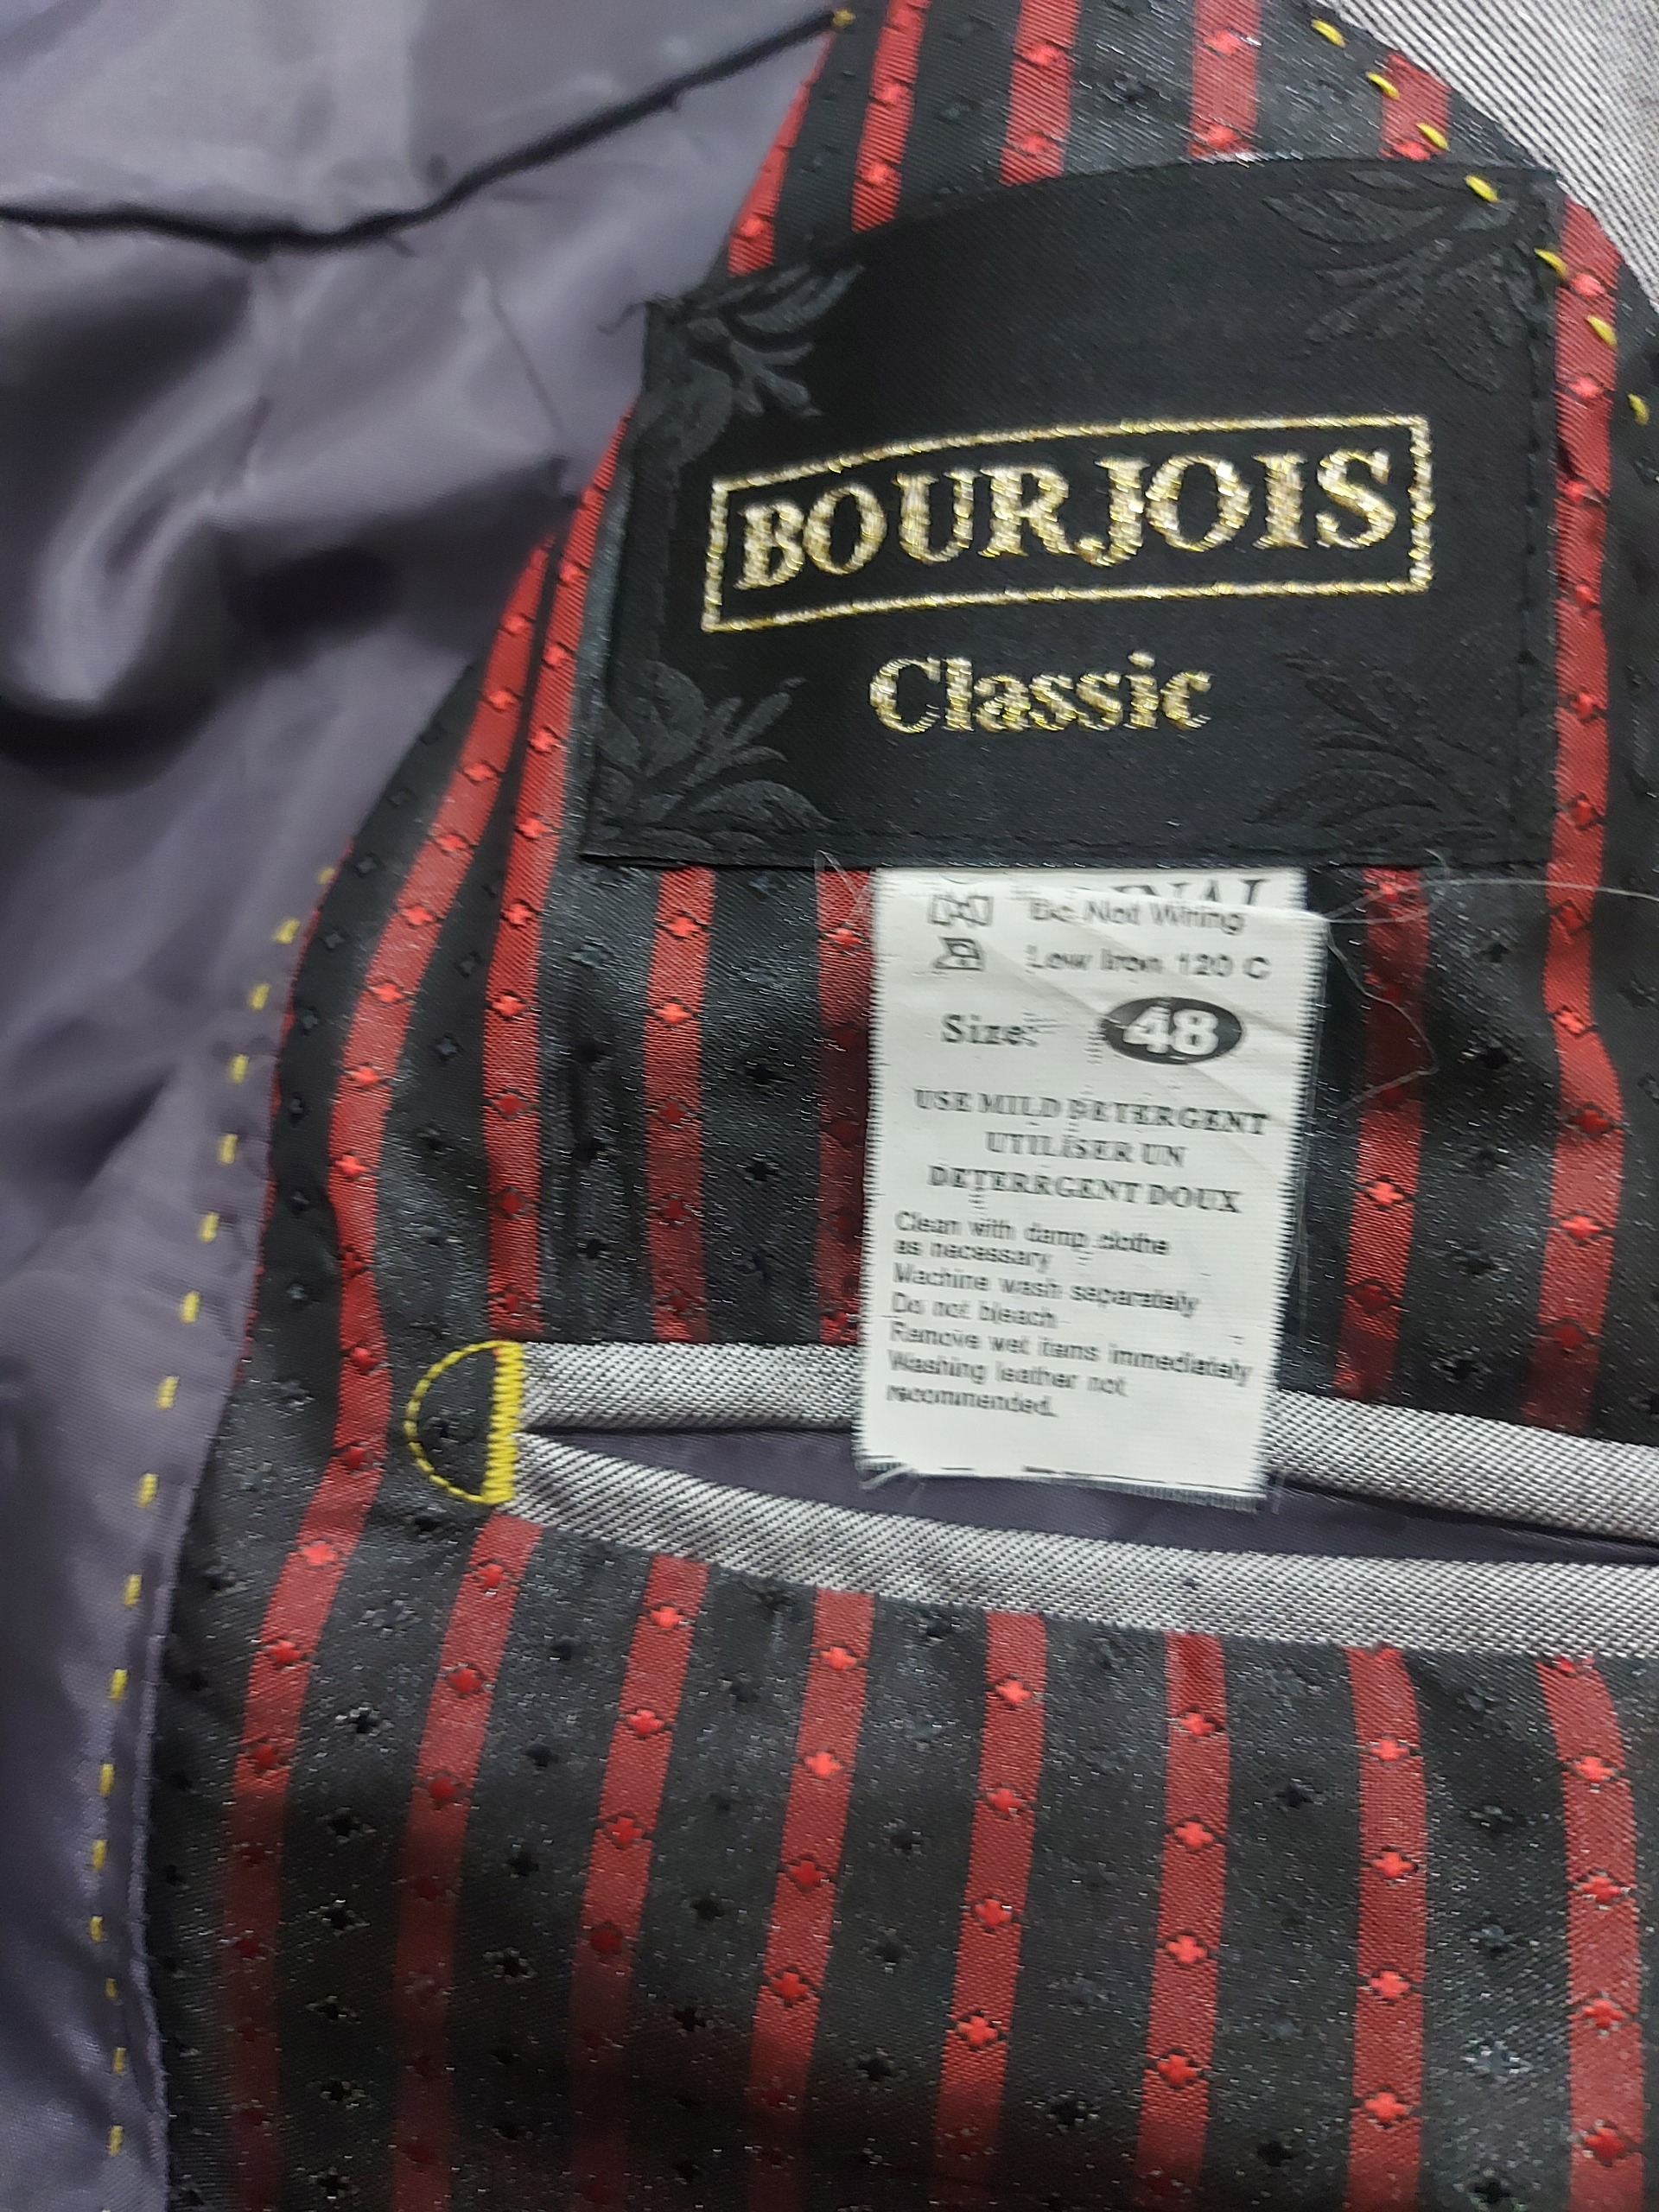 BOURJOIS
Classic
Do Not Wring
Low Iron 120 C
Size: 48
USE MILD DETERGENT
UTILISER UN
DETERRGENT DOUX
Clean with damp clothe
as necessary
Machine wash separately
Do not bleach
Remove wet items immediately
Washing leather not
recommended.